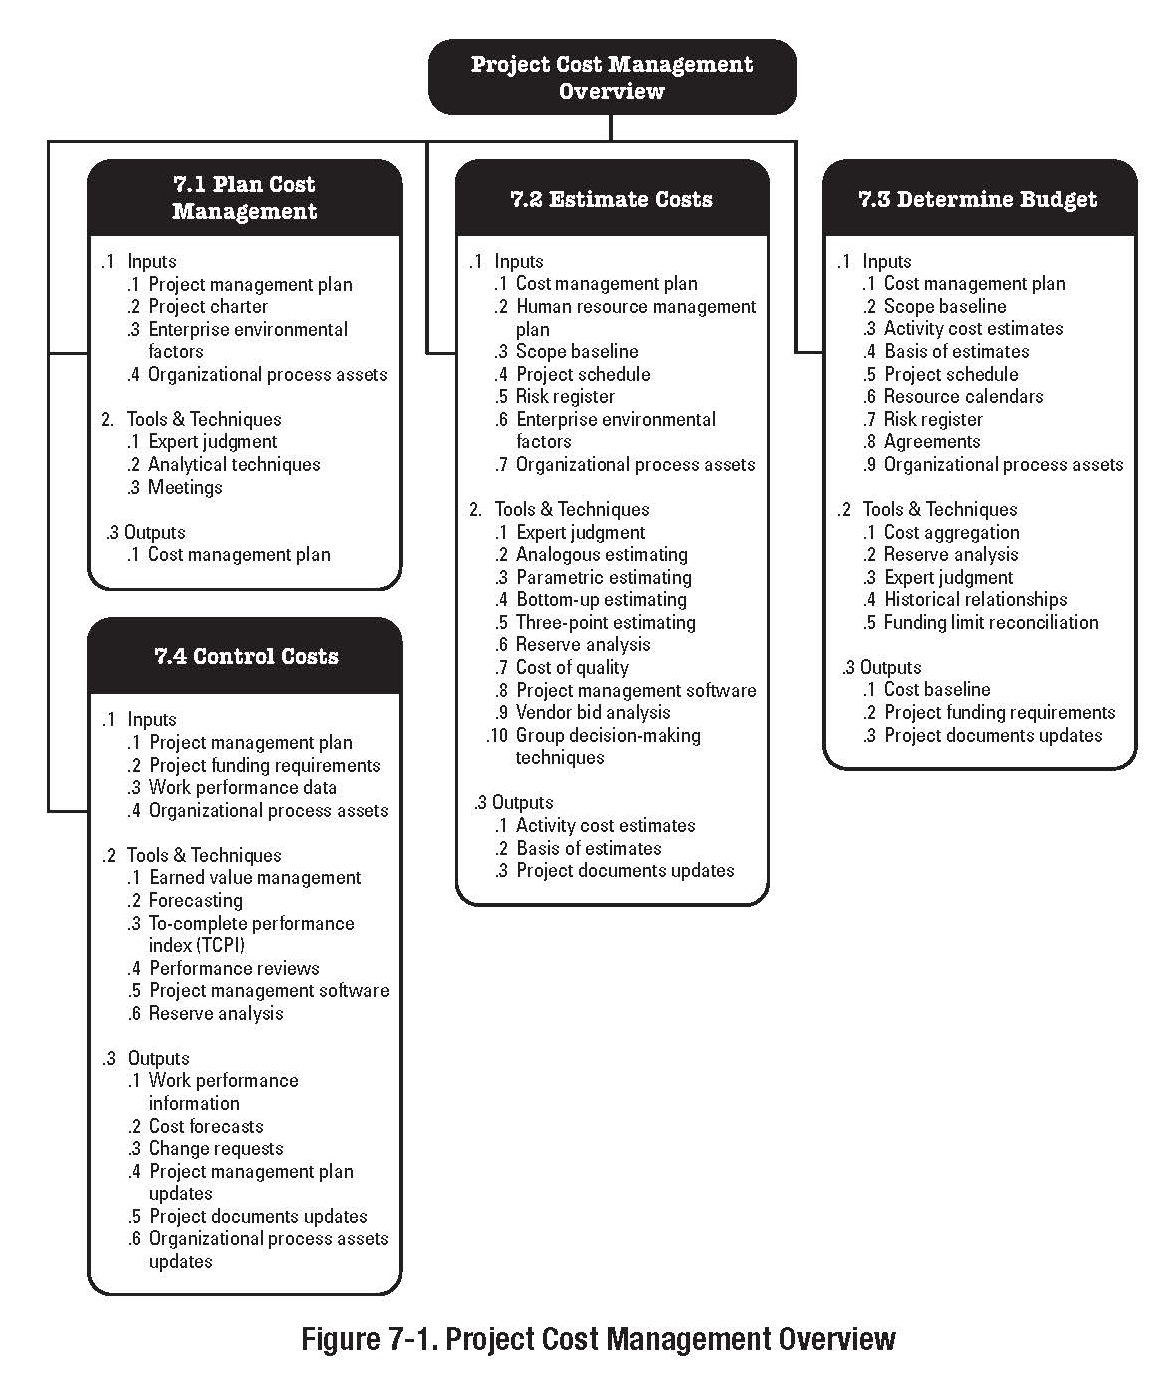 Project Cost Management
Overview
7.1 Plan Cost
Management
.1 Inputs
.1 Project management plan
.2 Project charter
.3 Enterprise environmental
factors
.4 Organizational process assets
2. Tools & Techniques
.1 Expert judgment
.2 Analytical techniques
.3 Meetings
.3 Outputs
.1 Cost management plan
7.2 Estimate Costs
.1 Inputs
.1 Cost management plan
.2 Human resource management
plan
.3 Scope baseline
.4 Project schedule
.5 Risk register
.6 Enterprise environmental
factors
.7 Organizational process assets
2. Tools & Techniques
.1 Expert judgment
.2 Analogous estimating
.3 Parametric estimating
.4 Bottom-up estimating
.5 Three-point estimating
.6 Reserve analysis
.7 Cost of quality
.8 Project management software
.9 Vendor bid analysis
.10 Group decision-making
techniques
.3 Outputs
.1 Activity cost estimates
.2 Basis of estimates
.3 Project documents updates
7.3 Determine Budget
.1 Inputs
.1 Cost management plan
.2 Scope baseline
.3 Activity cost estimates
.4 Basis of estimates
.5 Project schedule
.6 Resource calendars
.7 Risk register
.8 Agreements
.9 Organizational process assets
.2 Tools & Techniques
.1 Cost aggregation
.2 Reserve analysis
.3 Expert judgment
.4 Historical relationships
.5 Funding limit reconciliation
.3 Outputs
.1 Cost baseline
.2 Project funding requirements
.3 Project documents updates
7.4 Control Costs
.1 Inputs
.1 Project management plan
.2 Project funding requirements
.3 Work performance data
.4 Organizational process assets
.2 Tools & Techniques
.1 Earned value management
.2 Forecasting
.3 To-complete performance
index (TCPI)
.4 Performance reviews
.5 Project management software
.6 Reserve analysis
.3 Outputs
.1 Work performance
information
.2 Cost forecasts
.3 Change requests
.4 Project management plan
updates
.5 Project documents updates
.6 Organizational process assets
updates
Figure 7-1. Project Cost Management Overview